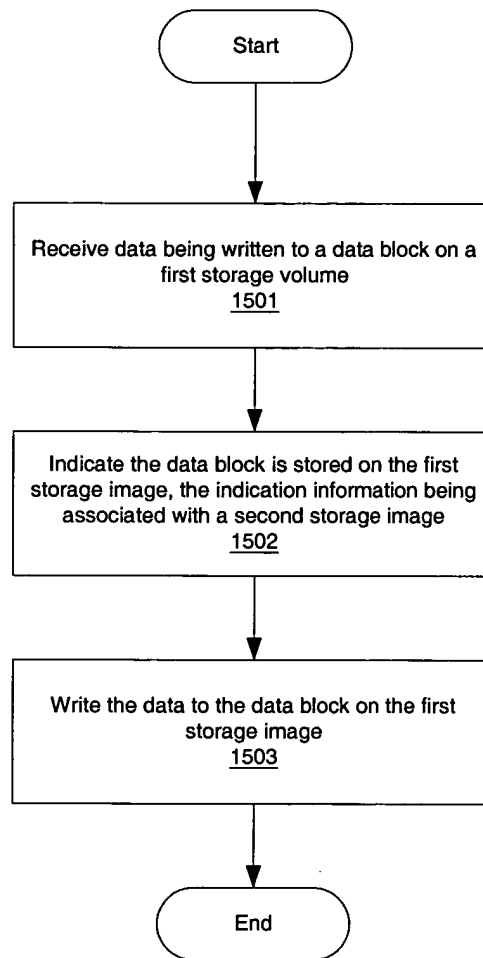 Start
Receive data being written to a data block on a
first storage volume
1501
Indicate the data block is stored on the first
storage image, the indication information being
associated with a second storage image
1502
Write the data to the data block on the first
storage image
1503
End